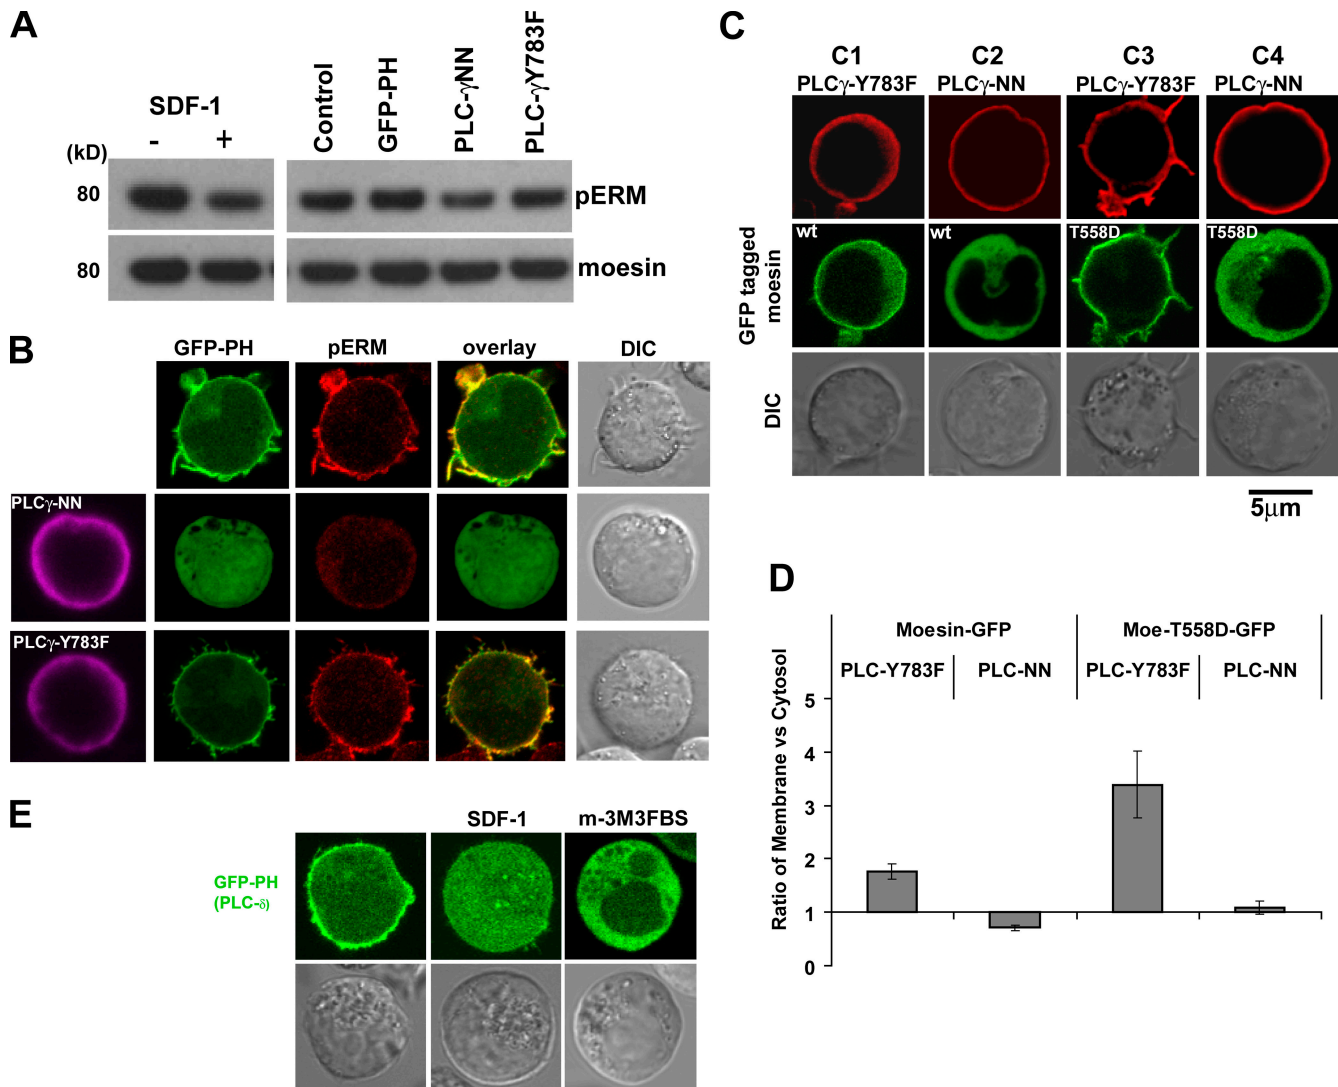 A
SDF-1
- +
(kD)
Control
GFP-PH
PLC-γNN
PLC-γY783F
80
pERM
80
moesin
B
GFP-PH pERM overlay DIC
PLCγ-NN
PLCγ-Y783F
C
C1 C2 C3 C4
PLCγ-Y783F PLCγ-NN PLCγ-Y783F PLCγ-NN
GFP tagged
moesin
wt wt T558D T558D
DIC
5μm
D
Moesin-GFP Moe-T558D-GFP
PLC-Y783F PLC-NN PLC-Y783F PLC-NN
Ratio of Membrane vs Cytosol
5
4
3
2
1
0
E
SDF-1 m-3M3FBS
GFP-PH
(PLC-δ)